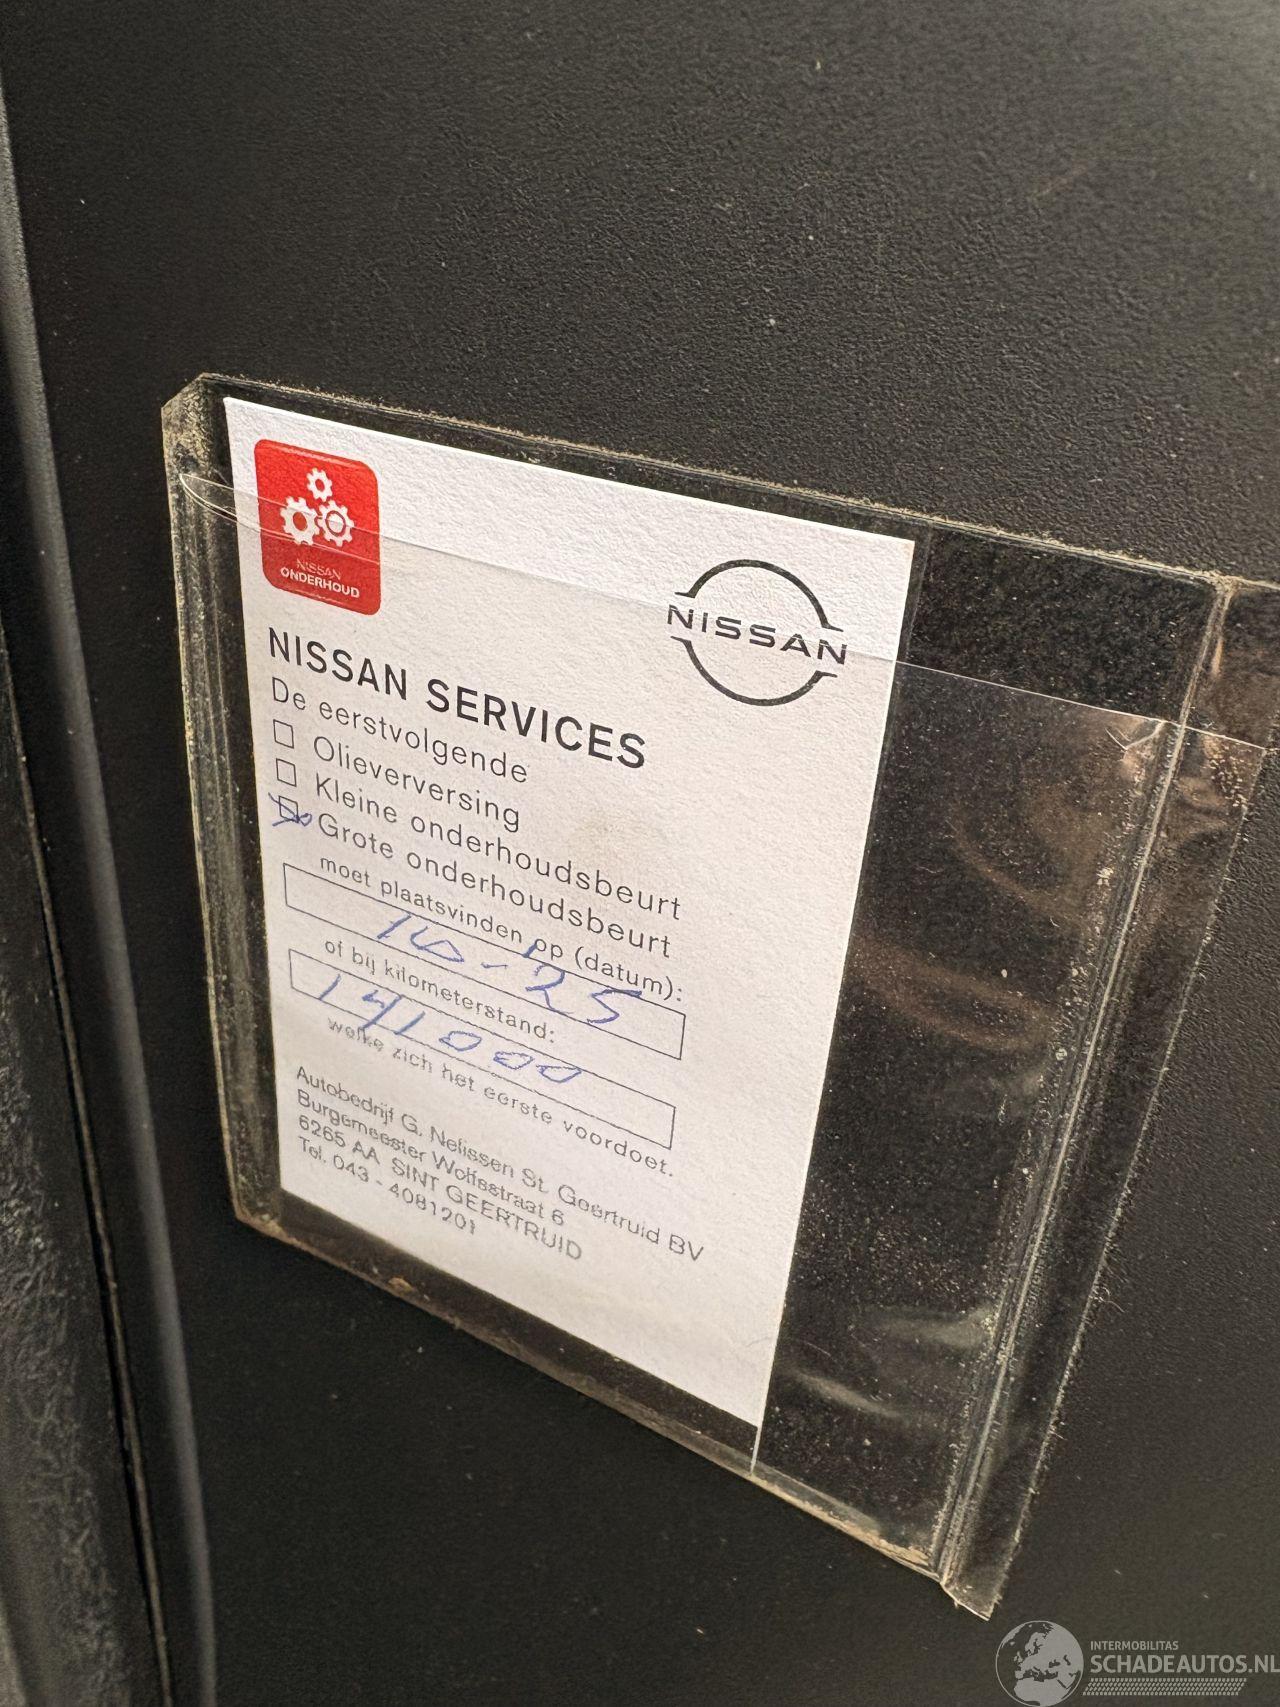 NISSAN
ONDERHOUD
NISSAN
NISSAN SERVICES
De eerstvolgende
Olieverversing
Kleine onderhoudsbeurt
Grote onderhoudsbeurt
moet plaatsvinden op (datum):
10-25
of bij kilometerstand:
141000
welke zich het eerste voordoet.
Autobedrijf G. Nelissen St. Geertruid BV
Burgemeester Wolfsstraat 6
6265 AA SINT GEERTRUID
Tel. 043 - 4081201
INTERMOBILITAS
SCHADEAUTOS.NL